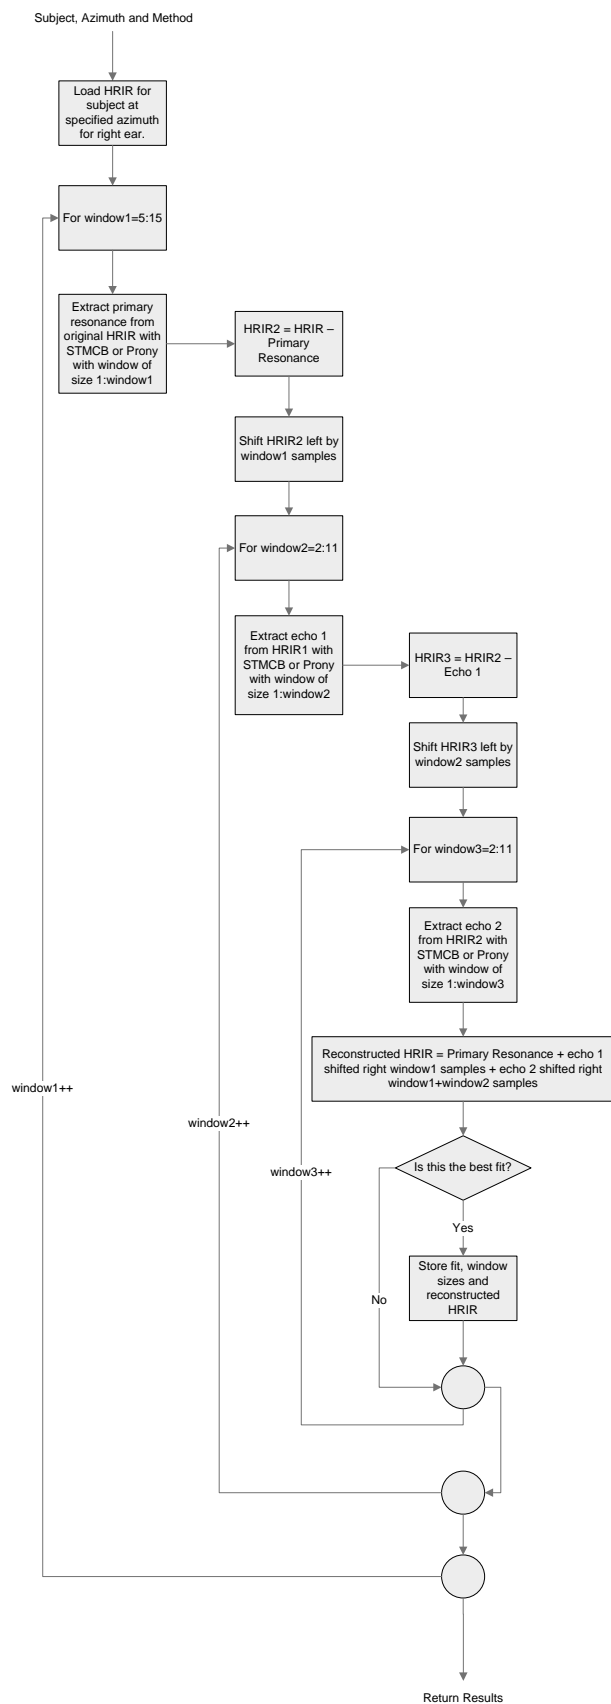 Subject, Azimuth and Method
Load HRIR for
subject at
specified azimuth
for right ear.
For window1=5:15
Extract primary
resonance from
original HRIR with
STMCB or Prony
with window of
size 1:window1
HRIR2 = HRIR –
Primary
Resonance
Shift HRIR2 left by
window1 samples
For window2=2:11
Extract echo 1
from HRIR1 with
STMCB or Prony
with window of
size 1:window2
HRIR3 = HRIR2 –
Echo 1
Shift HRIR3 left by
window2 samples
For window3=2:11
Extract echo 2
from HRIR2 with
STMCB or Prony
with window of
size 1:window3
Reconstructed HRIR = Primary Resonance + echo 1
shifted right window1 samples + echo 2 shifted right
window1+window2 samples
window1++
window2++
window3++
Is this the best fit?
Yes
Store fit, window
sizes and
reconstructed
HRIR
No
Return Results